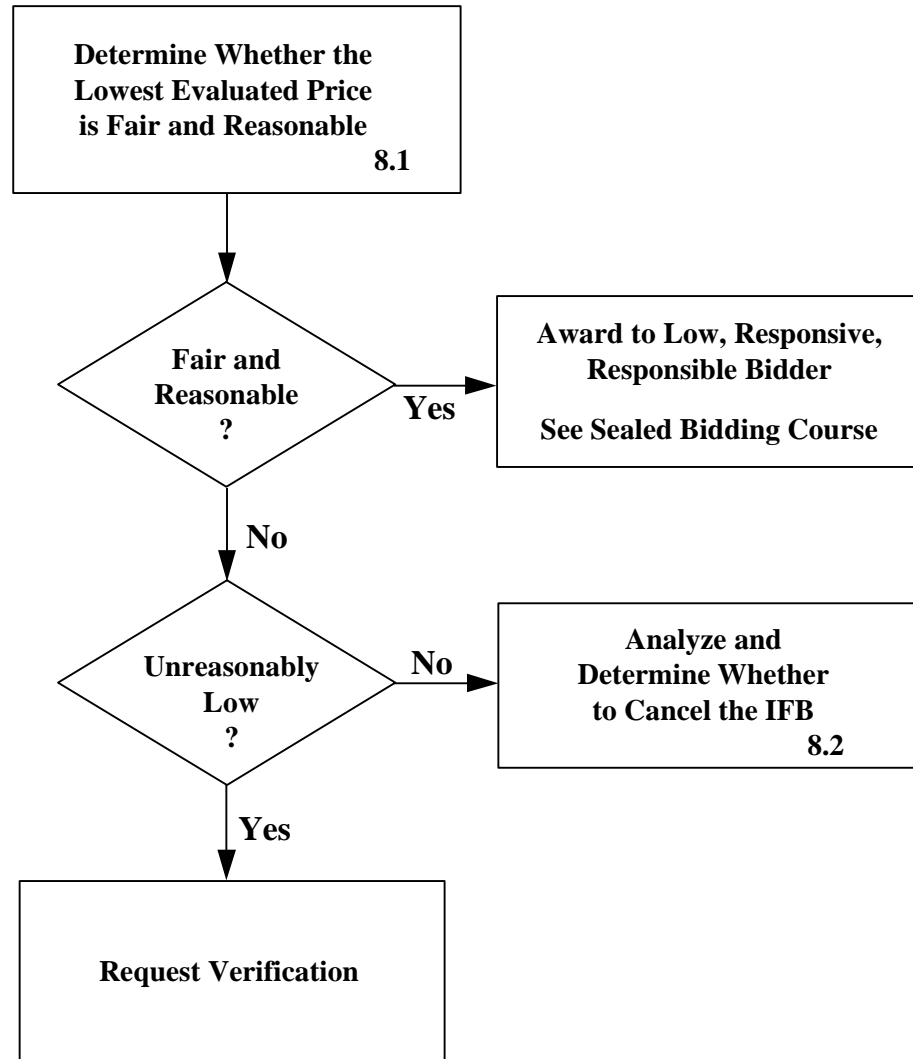 Determine Whether the
Lowest Evaluated Price
is Fair and Reasonable
8.1
Fair and
Reasonable
?
Yes
Award to Low, Responsive,
Responsible Bidder
See Sealed Bidding Course
No
Unreasonably
Low
?
No
Analyze and
Determine Whether
to Cancel the IFB
8.2
Yes
Request Verification